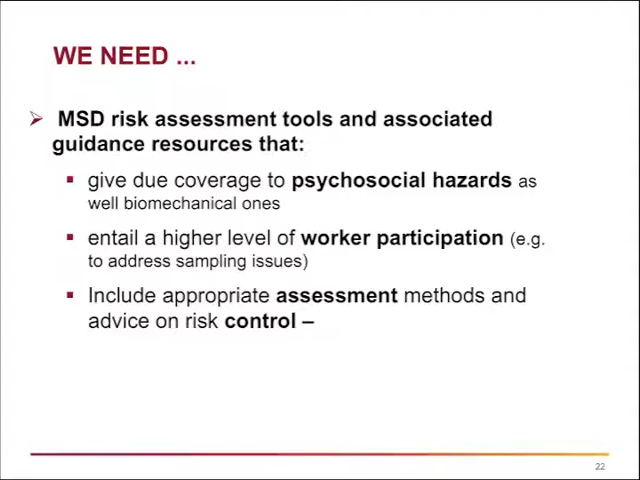 WE NEED ...
MSD risk assessment tools and associated
guidance resources that:
give due coverage to psychosocial hazards as
well biomechanical ones
entail a higher level of worker participation (e.g.
to address sampling issues)
Include appropriate assessment methods and
advice on risk control –
22